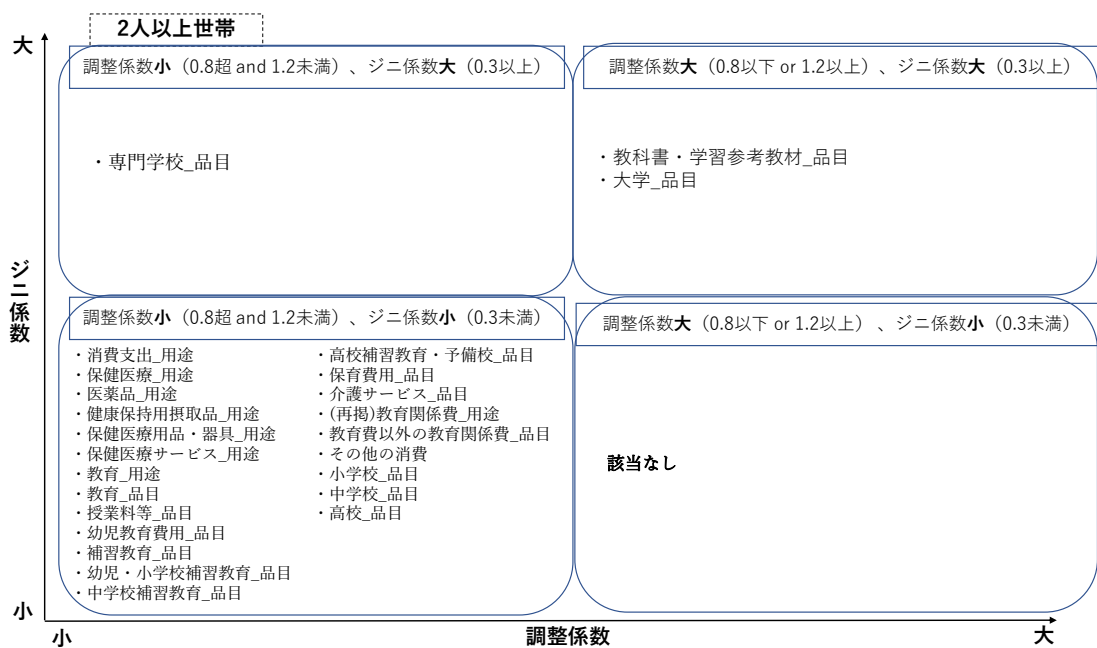 2人以上世帯
大
調整係数小（0.8超 and 1.2未満）、ジニ係数大（0.3以上）
・専門学校_品目
調整係数大（0.8以下 or 1.2以上）、ジニ係数大（0.3以上）
・教科書・学習参考教材_品目
・大学_品目
ジニ係数
調整係数小（0.8超 and 1.2未満）、ジニ係数小（0.3未満）
・消費支出_用途
・保健医療_用途
・医薬品_用途
・健康保持用摂取品_用途
・保健医療用品・器具_用途
・保健医療サービス_用途
・教育_用途
・教育_品目
・授業料等_品目
・幼児教育費用_品目
・補習教育_品目
・幼児・小学校補習教育_品目
・中学校補習教育_品目
・高校補習教育・予備校_品目
・保育費用_品目
・介護サービス_品目
・(再掲)教育関係費_用途
・教育費以外の教育関係費_品目
・その他の消費
・小学校_品目
・中学校_品目
・高校_品目
調整係数大（0.8以下 or 1.2以上）、ジニ係数小（0.3未満）
該当なし
小
小
調整係数
大